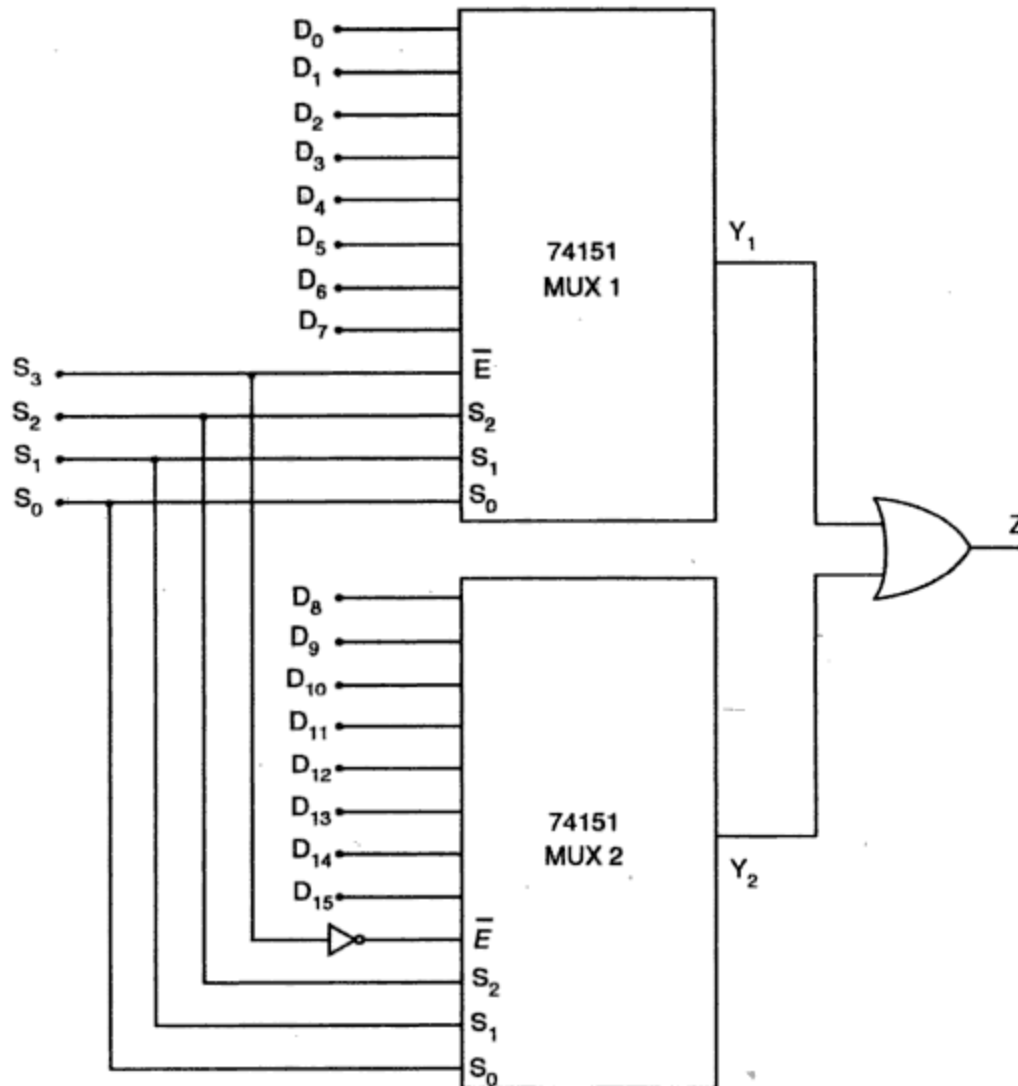 D₀
D₁
D₂
D₃
D₄
D₅
D₆
D₇
S₃
S₂
S₁
S₀
E̅
S₂
S₁
S₀
74151
MUX 1
Y₁
Z
D₈
D₉
D₁₀
D₁₁
D₁₂
D₁₃
D₁₄
D₁₅
E̅
S₂
S₁
S₀
74151
MUX 2
Y₂